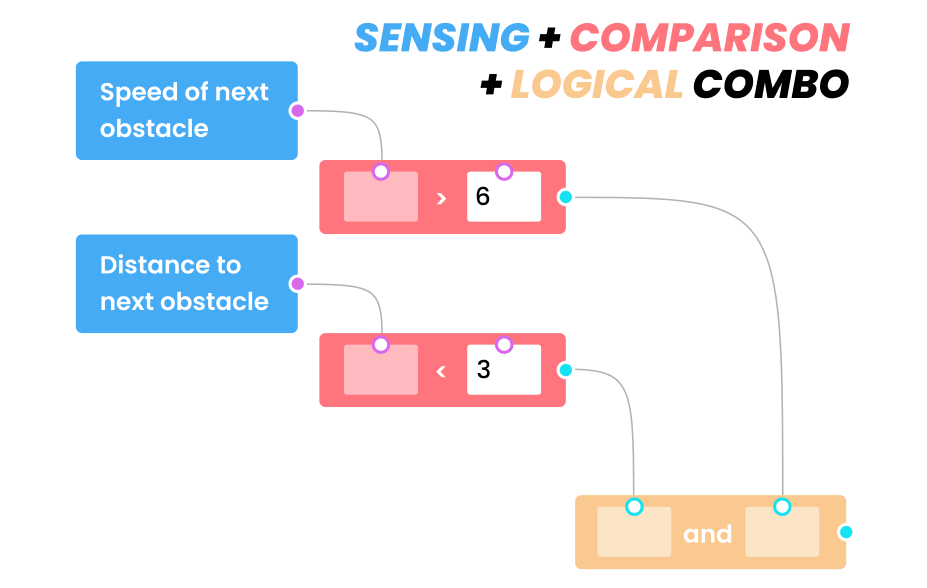 SENSING + COMPARISON
+ LOGICAL COMBO
Speed of next
obstacle
> 6
Distance to
next obstacle
< 3
and